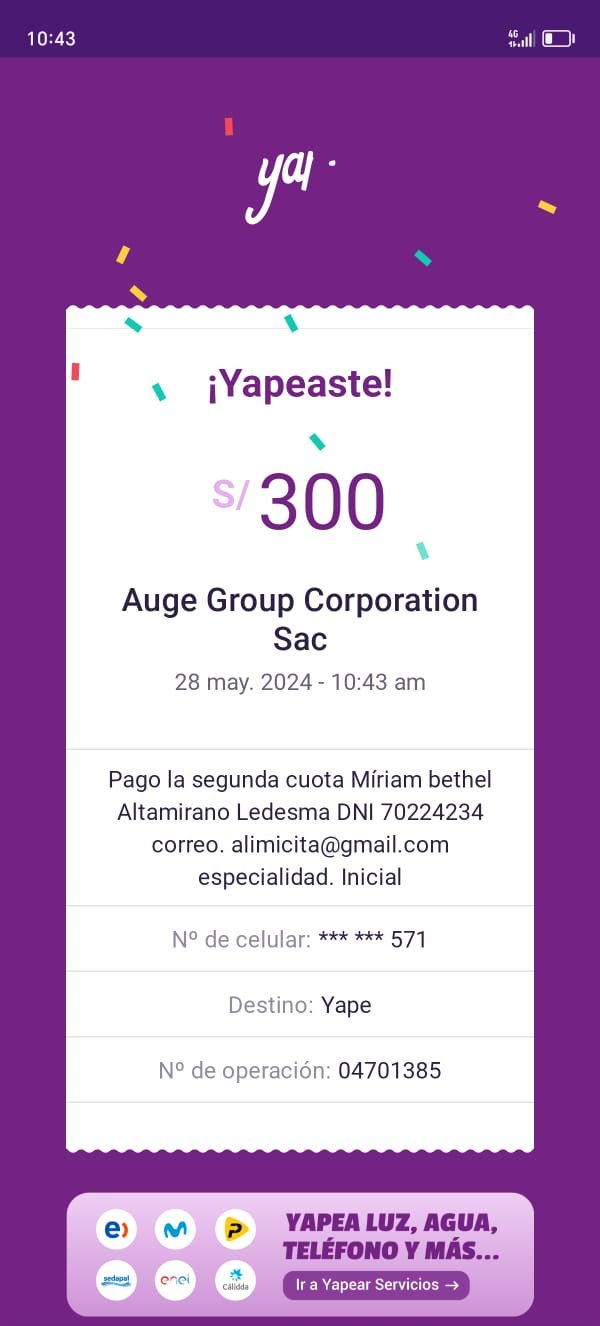 10:43
4G
yap
¡Yapeaste!
S/ 300
Auge Group Corporation
Sac
28 may. 2024 - 10:43 am
Pago la segunda cuota Míriam bethel
Altamirano Ledesma DNI 70224234
correo. alimicita@gmail.com
especialidad. Inicial
Nº de celular: *** *** 571
Destino: Yape
Nº de operación: 04701385
e)
P
YAPEA LUZ, AGUA,
TELÉFONO Y MÁS...
sedapal
enel
Cálidda
Ir a Yapear Servicios →